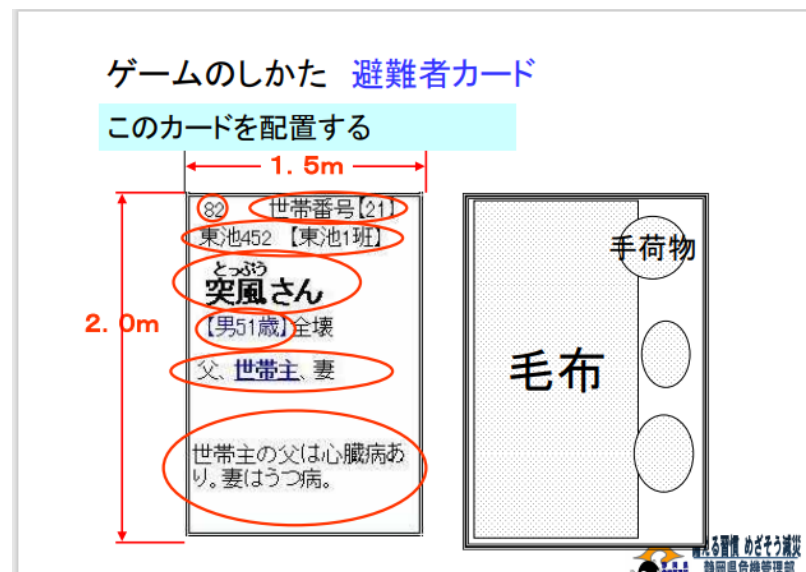 ゲームのしかた 避難者カード
このカードを配置する
1.5m
2.0m
82 世帯番号【21】
東池452 【東池1班】
とっぷう
突風さん
【男51歳】全壊
父、世帯主、妻
世帯主の父は心臓病あ
り。妻はうつ病。
手荷物
毛布
える習慣 めざそう減災
静岡県危機管理部